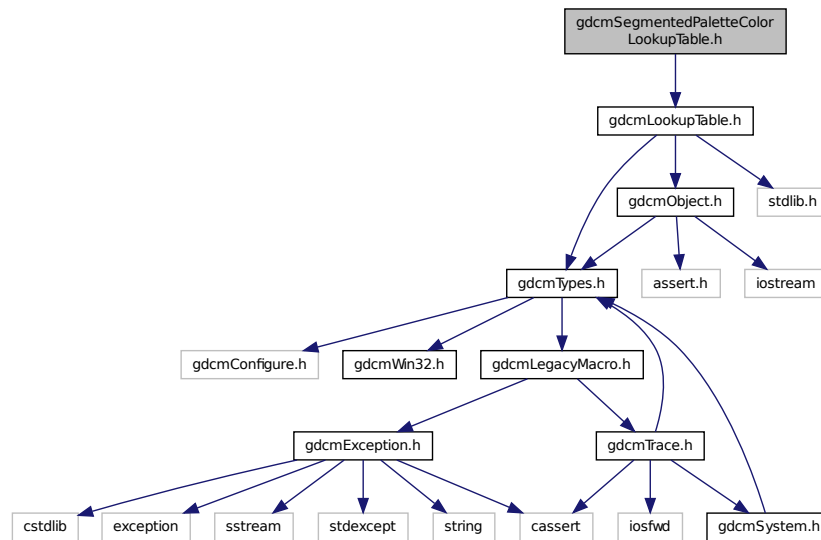 gdcmSegmentedPaletteColor
LookupTable.h
gdcmLookupTable.h
gdcmObject.h
stdlib.h
gdcmTypes.h
assert.h
iostream
gdcmConfigure.h
gdcmWin32.h
gdcmLegacyMacro.h
gdcmException.h
gdcmTrace.h
cstdlib
exception
sstream
stdexcept
string
cassert
iosfwd
gdcmSystem.h